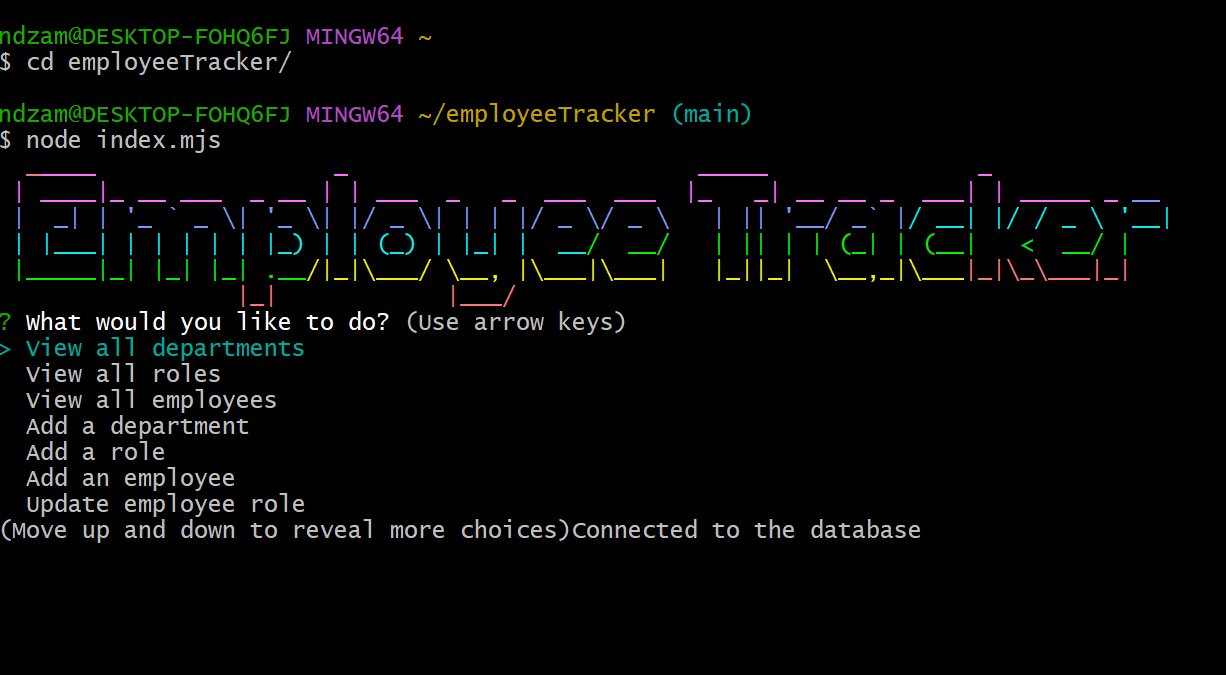 ndzam@DESKTOP-FOHQ6FJ MINGW64 ~
$ cd employeeTracker/
ndzam@DESKTOP-FOHQ6FJ MINGW64 ~/employeeTracker (main)
$ node index.mjs
Employee Tracker
? What would you like to do? (Use arrow keys)
> View all departments
View all roles
View all employees
Add a department
Add a role
Add an employee
Update employee role
(Move up and down to reveal more choices)Connected to the database